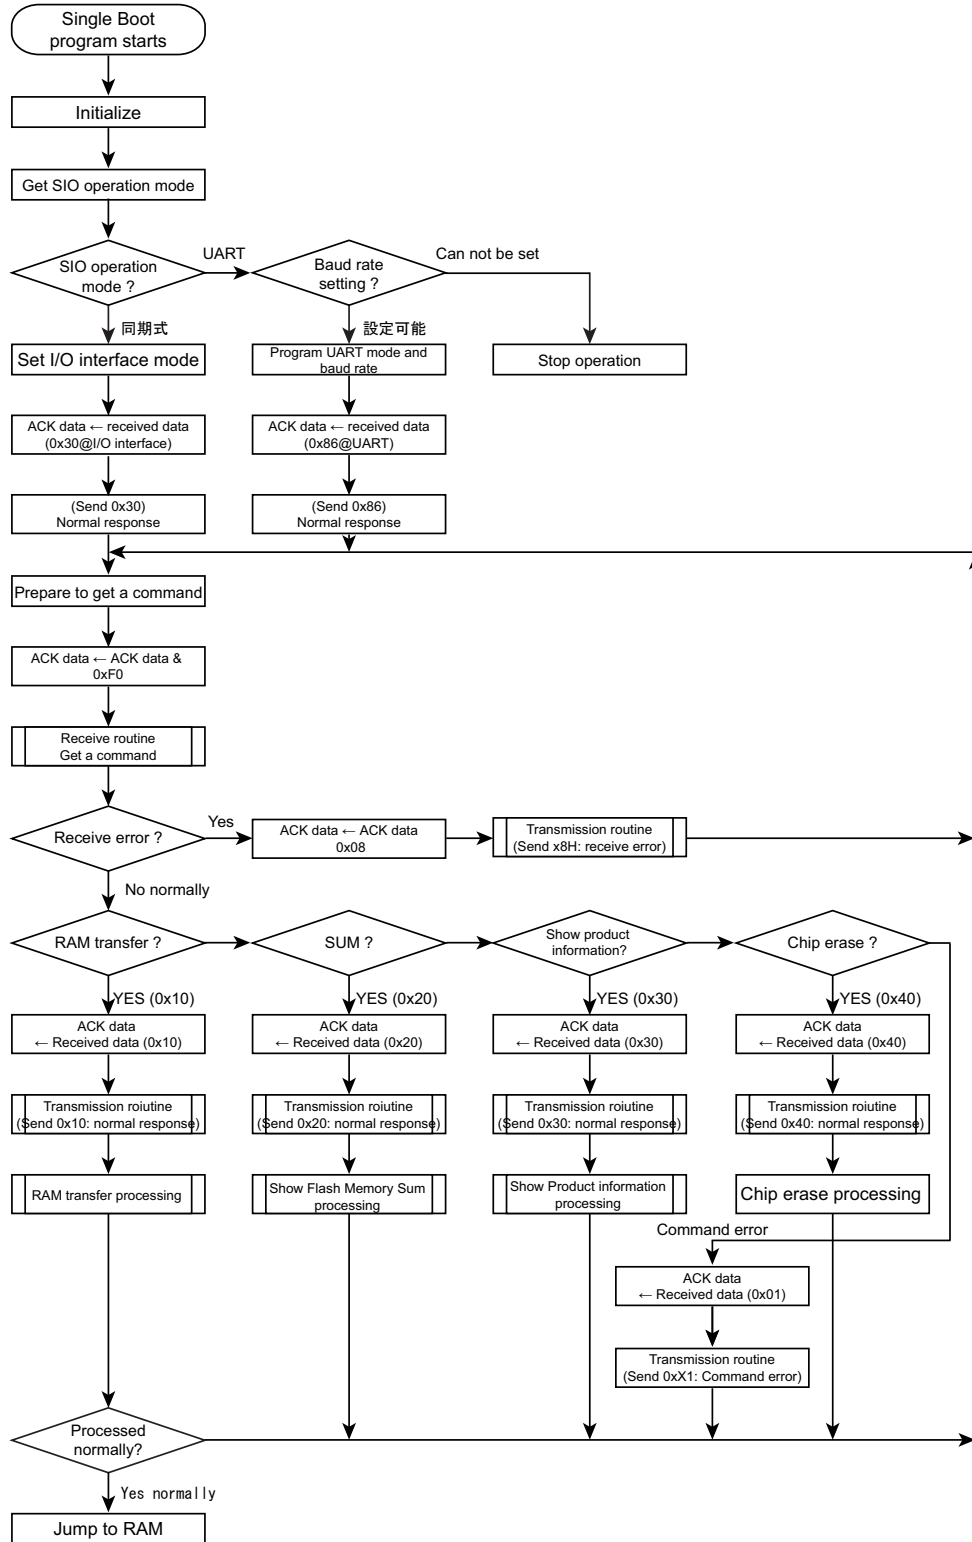 Single Boot
program starts
Initialize
Get SIO operation mode
SIO operation
mode ?
UART
Baud rate
setting ?
Can not be set
同期式
設定可能
Set I/O interface mode
Program UART mode and
baud rate
Stop operation
ACK data ← received data
(0x30@I/O interface)
ACK data ← received data
(0x86@UART)
(Send 0x30)
Normal response
(Send 0x86)
Normal response
Prepare to get a command
ACK data ← ACK data &
0xF0
Receive routine
Get a command
Receive error ?
Yes
ACK data ← ACK data
0x08
Transmission routine
(Send x8H: receive error)
No normally
RAM transfer ?
SUM ?
Show product
information?
Chip erase ?
YES (0x10)
YES (0x20)
YES (0x30)
YES (0x40)
ACK data
← Received data (0x10)
ACK data
← Received data (0x20)
ACK data
← Received data (0x30)
ACK data
← Received data (0x40)
Transmission roiutine
(Send 0x10: normal response)
Transmission roiutine
(Send 0x20: normal response)
Transmission roiutine
(Send 0x30: normal response)
Transmission roiutine
(Send 0x40: normal response)
RAM transfer processing
Show Flash Memory Sum
processing
Show Product information
processing
Chip erase processing
Command error
ACK data
← Received data (0x01)
Transmission routine
(Send 0xX1: Command error)
Processed
normally?
Yes normally
Jump to RAM